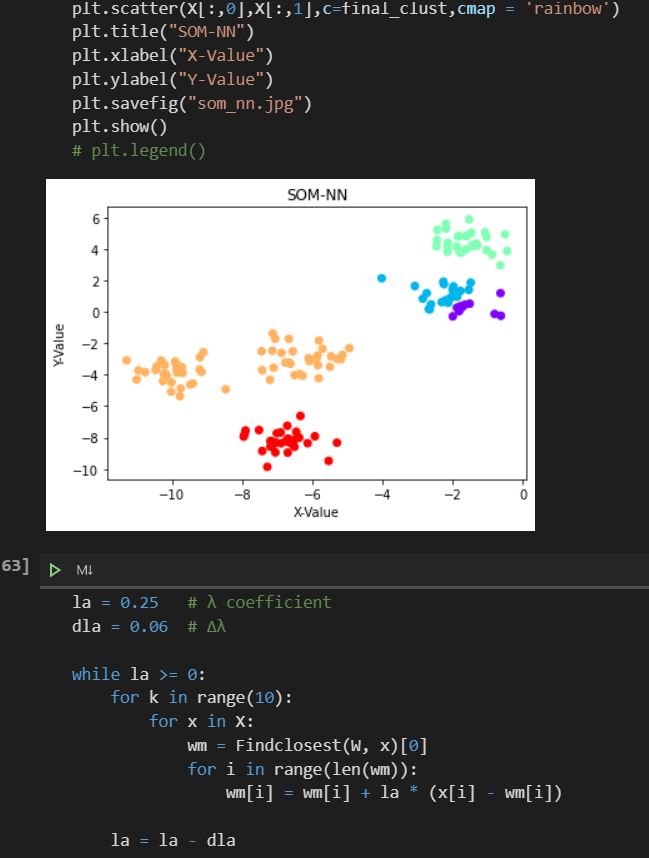 plt.scatter(X[:,0],X[:,1],c=final_clust,cmap = 'rainbow')
plt.title("SOM-NN")
plt.xlabel("X-Value")
plt.ylabel("Y-Value")
plt.savefig("som_nn.jpg")
plt.show()
# plt.legend()
SOM-NN
6
4
2
0
−2
−4
−6
−8
−10
Y-Value
−10 −8 −6 −4 −2 0
X-Value
63]
M↓
la = 0.25 # λ coefficient
dla = 0.06 # Δλ
while la >= 0:
for k in range(10):
for x in X:
wm = Findclosest(W, x)[0]
for i in range(len(wm)):
wm[i] = wm[i] + la * (x[i] - wm[i])
la = la - dla